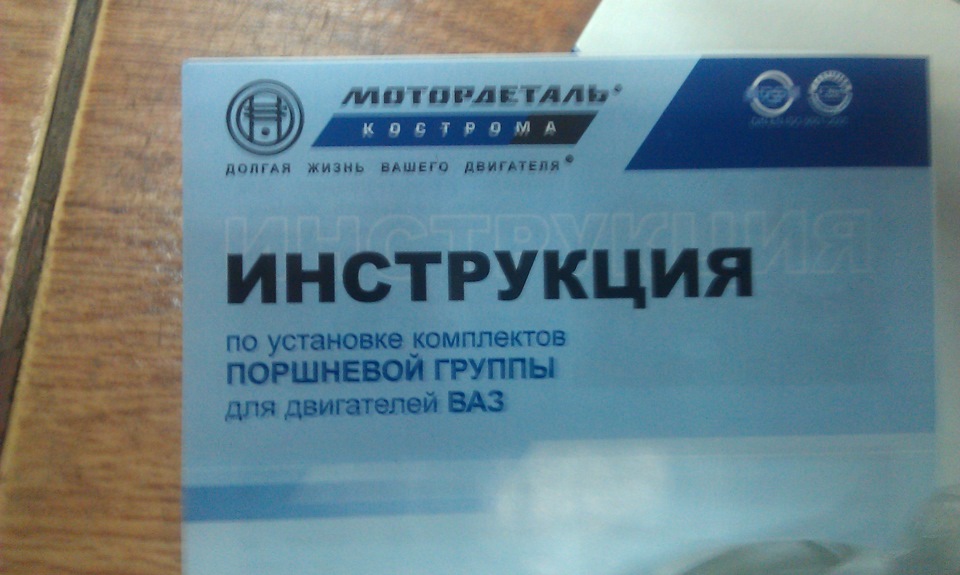 МОТОРДЕТАЛЬ®
КОСТРОМА
ДОЛГАЯ ЖИЗНЬ ВАШЕГО ДВИГАТЕЛЯ®
ИНСТРУКЦИЯ
ИНСТРУКЦИЯ
по установке комплектов
ПОРШНЕВОЙ ГРУППЫ
для двигателей ВАЗ